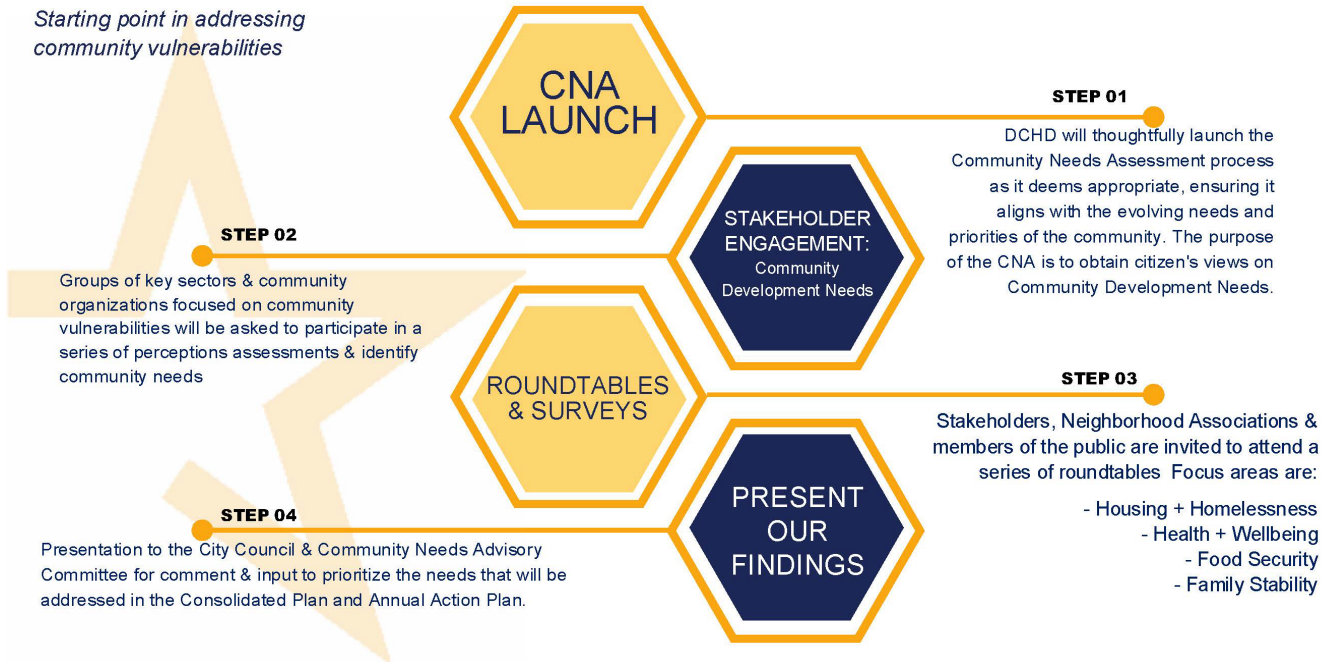 Starting point in addressing
community vulnerabilities
CNA
LAUNCH
STEP 01
DCHD will thoughtfully launch the
Community Needs Assessment process
as it deems appropriate, ensuring it
aligns with the evolving needs and
priorities of the community. The purpose
of the CNA is to obtain citizen's views on
Community Development Needs.
STAKEHOLDER
ENGAGEMENT:
Community
Development Needs
STEP 02
Groups of key sectors & community
organizations focused on community
vulnerabilities will be asked to participate in a
series of perceptions assessments & identify
community needs
ROUNDTABLES
& SURVEYS
STEP 03
Stakeholders, Neighborhood Associations &
members of the public are invited to attend a
series of roundtables Focus areas are:
- Housing + Homelessness
- Health + Wellbeing
- Food Security
- Family Stability
PRESENT
OUR
FINDINGS
STEP 04
Presentation to the City Council & Community Needs Advisory
Committee for comment & input to prioritize the needs that will be
addressed in the Consolidated Plan and Annual Action Plan.